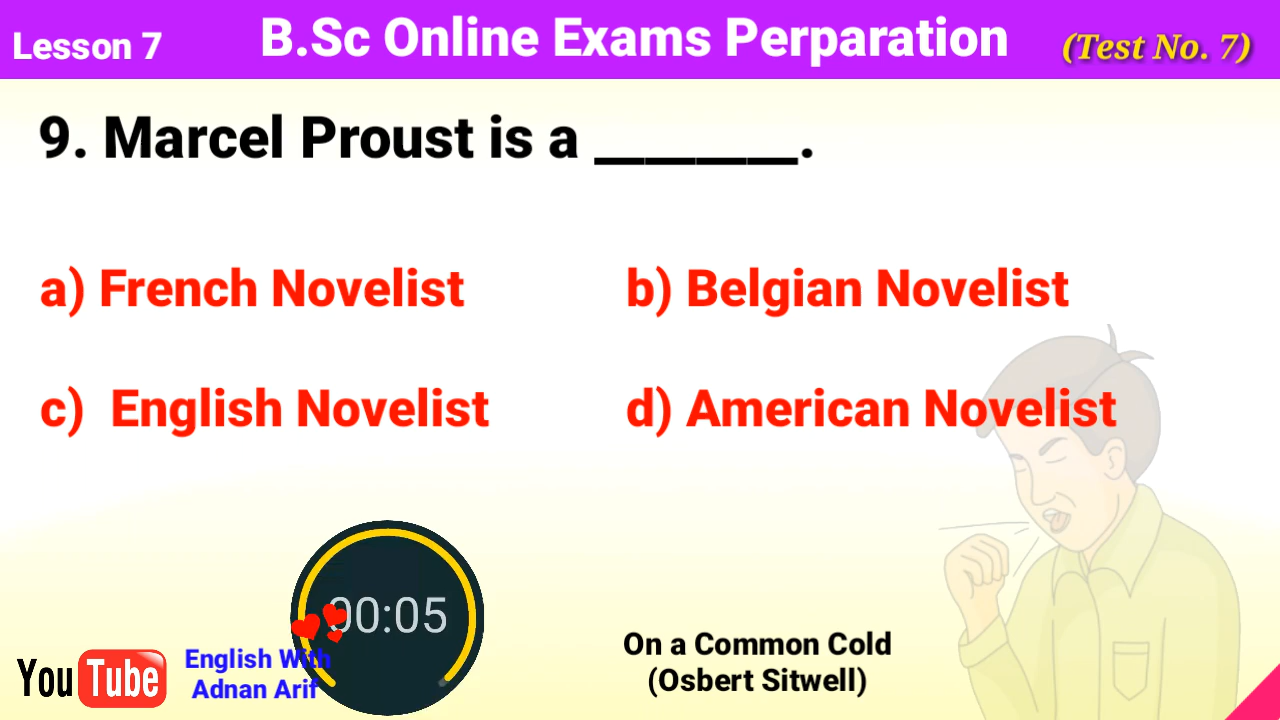 Lesson 7
B.Sc Online Exams Perparation
(Test No. 7)
9. Marcel Proust is a ________.
a) French Novelist
b) Belgian Novelist
c) English Novelist
d) American Novelist
00:05
YouTube
English With
Adnan Arif
On a Common Cold
(Osbert Sitwell)